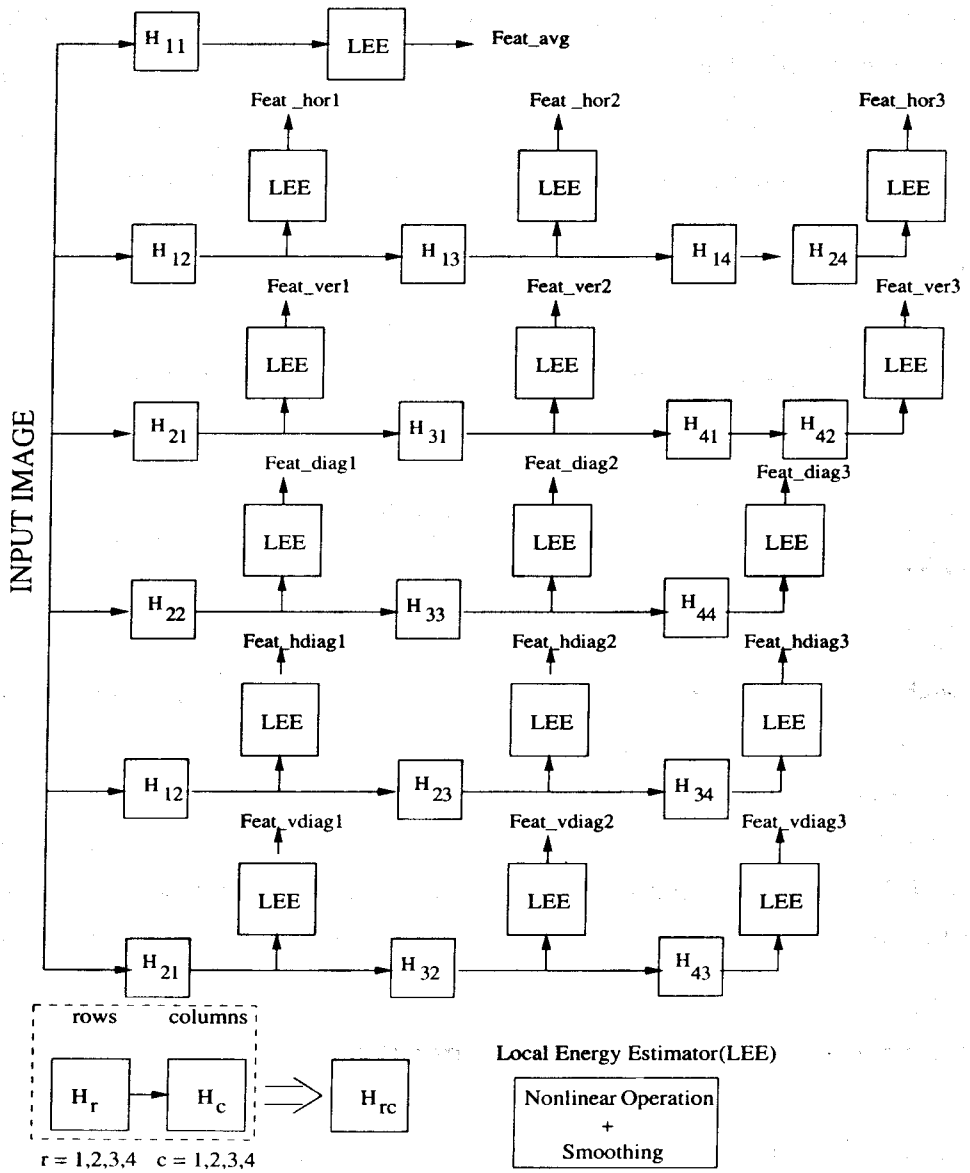 H11 LEE Feat_avg
Feat _hor1 Feat _hor2 Feat_hor3
LEE LEE LEE
H12 H13 H14 H24
Feat_ver1 Feat_ver2 Feat_ver3
LEE LEE LEE
H21 H31 H41 H42
Feat_diag1 Feat_diag2 Feat_diag3
LEE LEE LEE
H22 H33 H44
Feat_hdiag1 Feat_hdiag2 Feat_hdiag3
LEE LEE LEE
H12 H23 H34
Feat_vdiag1 Feat_vdiag2 Feat_vdiag3
LEE LEE LEE
H21 H32 H43
INPUT IMAGE
rows columns
Hr Hc Hrc
r = 1,2,3,4 c = 1,2,3,4
Local Energy Estimator(LEE)
Nonlinear Operation
+
Smoothing